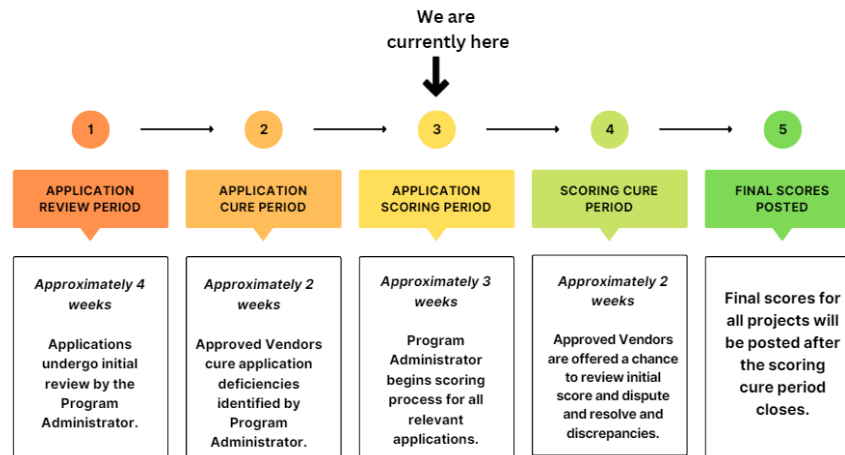 We are
currently here
1
2
3
4
5
APPLICATION
REVIEW PERIOD
APPLICATION
CURE PERIOD
APPLICATION
SCORING PERIOD
SCORING CURE
PERIOD
FINAL SCORES
POSTED
Approximately 4
weeks
Applications
undergo initial
review by the
Program
Administrator.
Approximately 2
weeks
Approved Vendors
cure application
deficiencies
identified by
Program
Administrator.
Approximately 3
weeks
Program
Administrator
begins scoring
process for all
relevant
applications.
Approximately 2
weeks
Approved Vendors
are offered a chance
to review initial
score and dispute
and resolve and
discrepancies.
Final scores for
all projects will
be posted after
the scoring
cure period
closes.